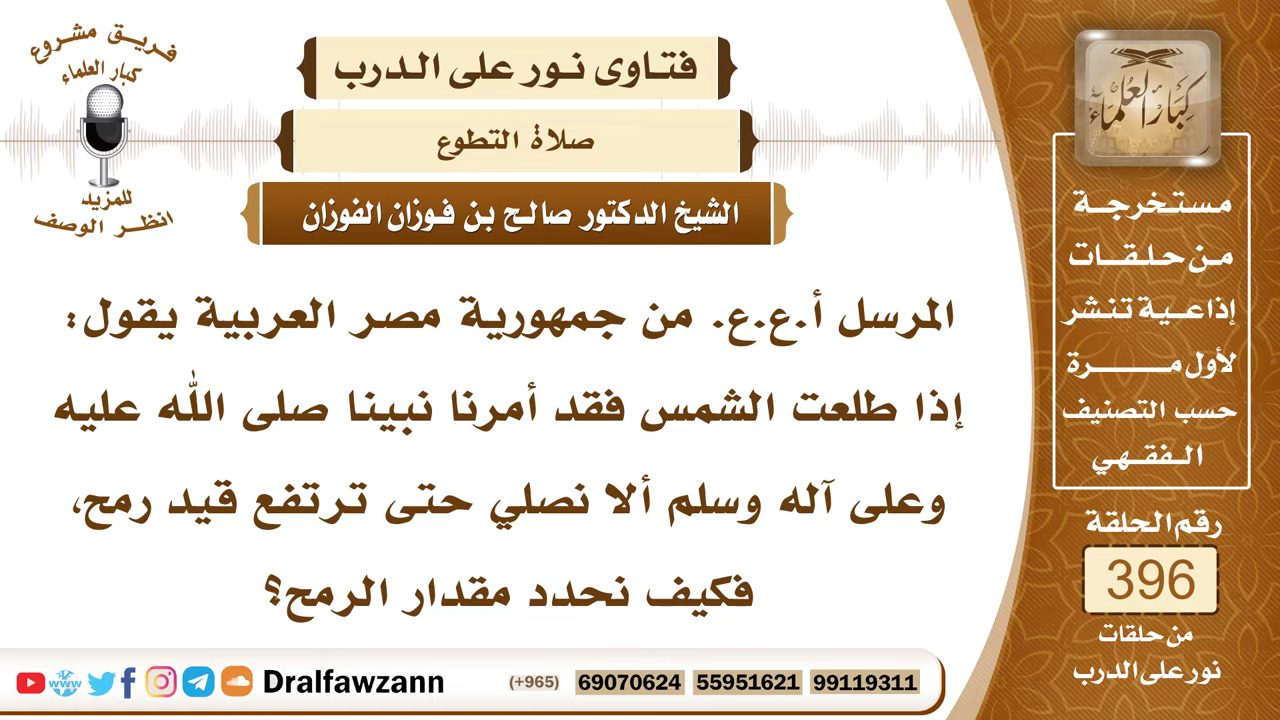 فريق مشروع
كبار العلماء
للمزيد
انظر الوصف
فتاوى نور على الدرب
صلاة التطوع
الشيخ الدكتور صالح بن فوزان الفوزان
المرسل أ.ع.ع. من جمهورية مصر العربية يقول:
إذا طلعت الشمس فقد أمرنا نبينا صلى الله عليه
وعلى آله وسلم ألا نصلي حتى ترتفع قيد رمح،
فكيف نحدد مقدار الرمح؟
كبار العلماء
مستخرجة
من حلقات
إذاعية تنشر
لأول مرة
حسب التصنيف
الفقهي
رقم الحلقة
396
من حلقات
نور على الدرب
www
Dralfawzann (+965) 69070624 55951621 99119311